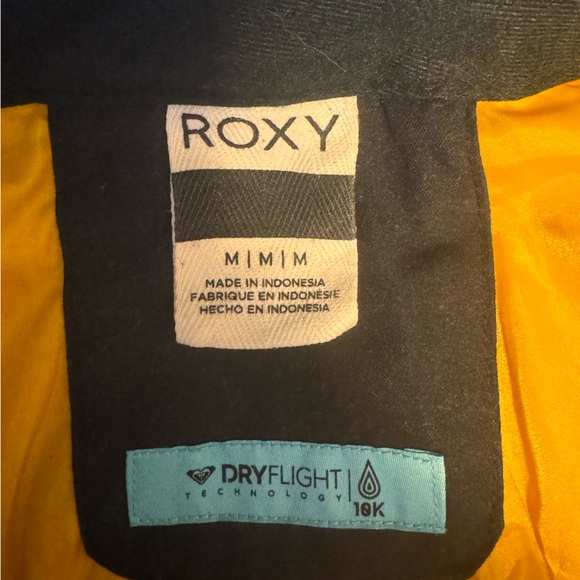 ROXY
M | M | M
MADE IN INDONESIA
FABRIQUE EN INDONÉSIE
HECHO EN INDONESIA
DRYFLIGHT
TECHNOLOGY
10K